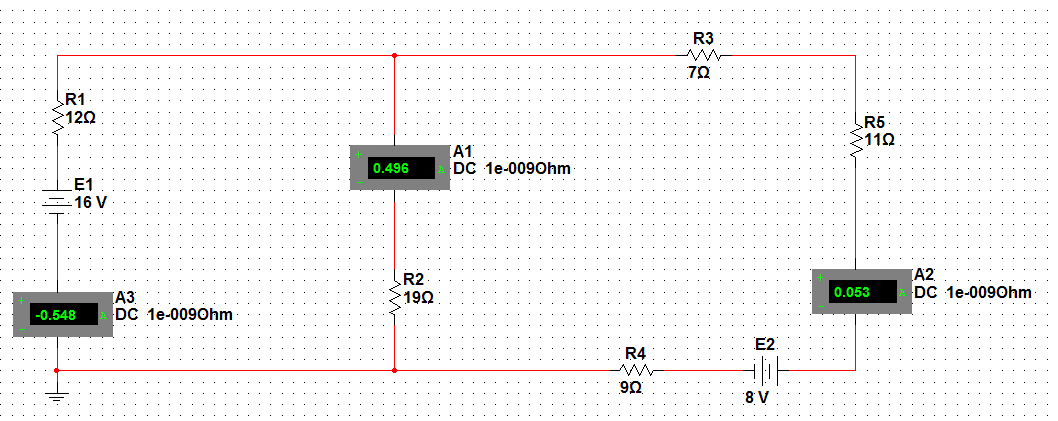 R3
7Ω
R1
12Ω
R5
11Ω
A1
+
0.496 A
DC 1e-009Ohm
-
E1
16 V
R2
19Ω
A2
+
0.053 A
DC 1e-009Ohm
-
A3
+
-0.548 A
DC 1e-009Ohm
-
R4
9Ω
E2
8 V